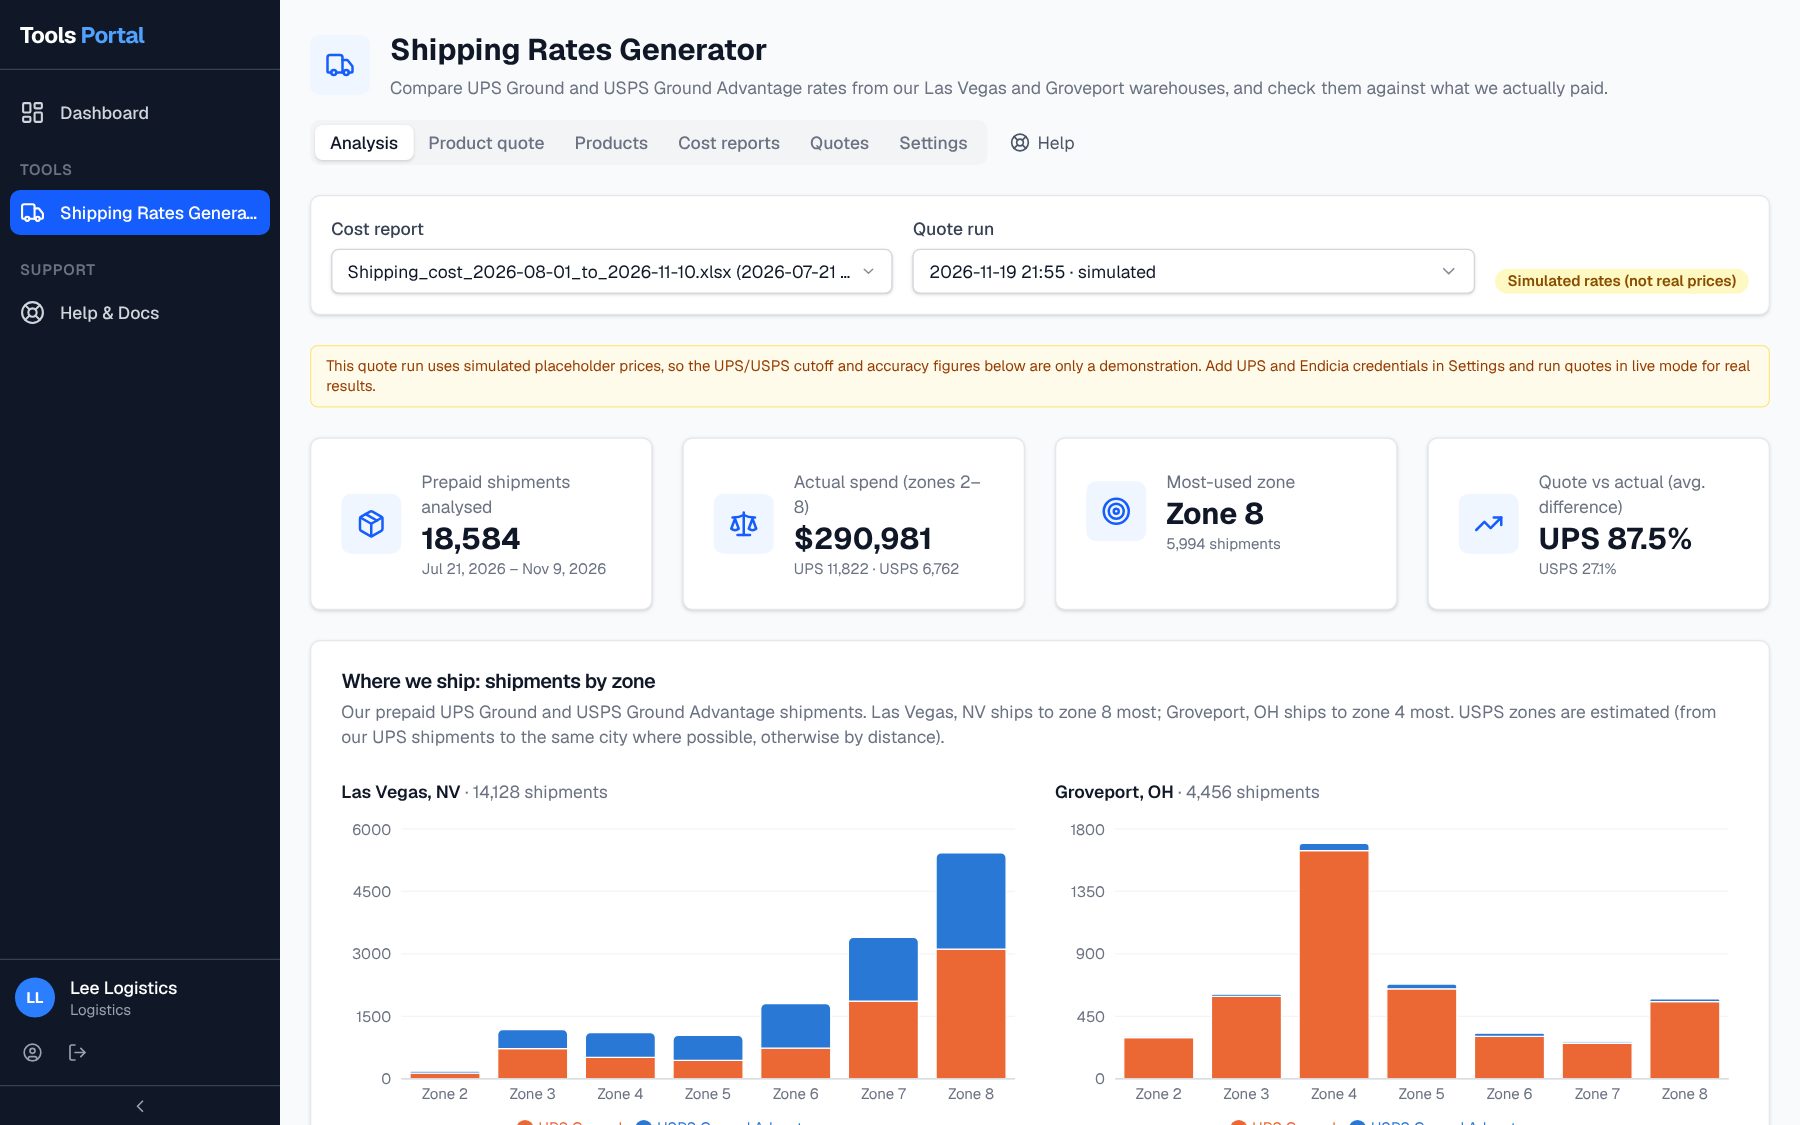 Tools Portal
Dashboard
TOOLS
Shipping Rates Genera...
SUPPORT
Help & Docs
LL
Lee Logistics
Logistics
Shipping Rates Generator
Compare UPS Ground and USPS Ground Advantage rates from our Las Vegas and Groveport warehouses, and check them against what we actually paid.
Analysis
Product quote
Products
Cost reports
Quotes
Settings
Help
Cost report
Quote run
Shipping_cost_2026-08-01_to_2026-11-10.xlsx (2026-07-21 ...
2026-11-19 21:55 · simulated
Simulated rates (not real prices)
This quote run uses simulated placeholder prices, so the UPS/USPS cutoff and accuracy figures below are only a demonstration. Add UPS and Endicia credentials in Settings and run quotes in live mode for real
results.
Prepaid shipments
analysed
18,584
Jul 21, 2026 – Nov 9, 2026
Actual spend (zones 2–
8)
$290,981
UPS 11,822 · USPS 6,762
Most-used zone
Zone 8
5,994 shipments
Quote vs actual (avg.
difference)
UPS 87.5%
USPS 27.1%
Where we ship: shipments by zone
Our prepaid UPS Ground and USPS Ground Advantage shipments. Las Vegas, NV ships to zone 8 most; Groveport, OH ships to zone 4 most. USPS zones are estimated (from
our UPS shipments to the same city where possible, otherwise by distance).
Las Vegas, NV · 14,128 shipments
6000
4500
3000
1500
0
Zone 2
Zone 3
Zone 4
Zone 5
Zone 6
Zone 7
Zone 8
Groveport, OH · 4,456 shipments
1800
1350
900
450
0
Zone 2
Zone 3
Zone 4
Zone 5
Zone 6
Zone 7
Zone 8